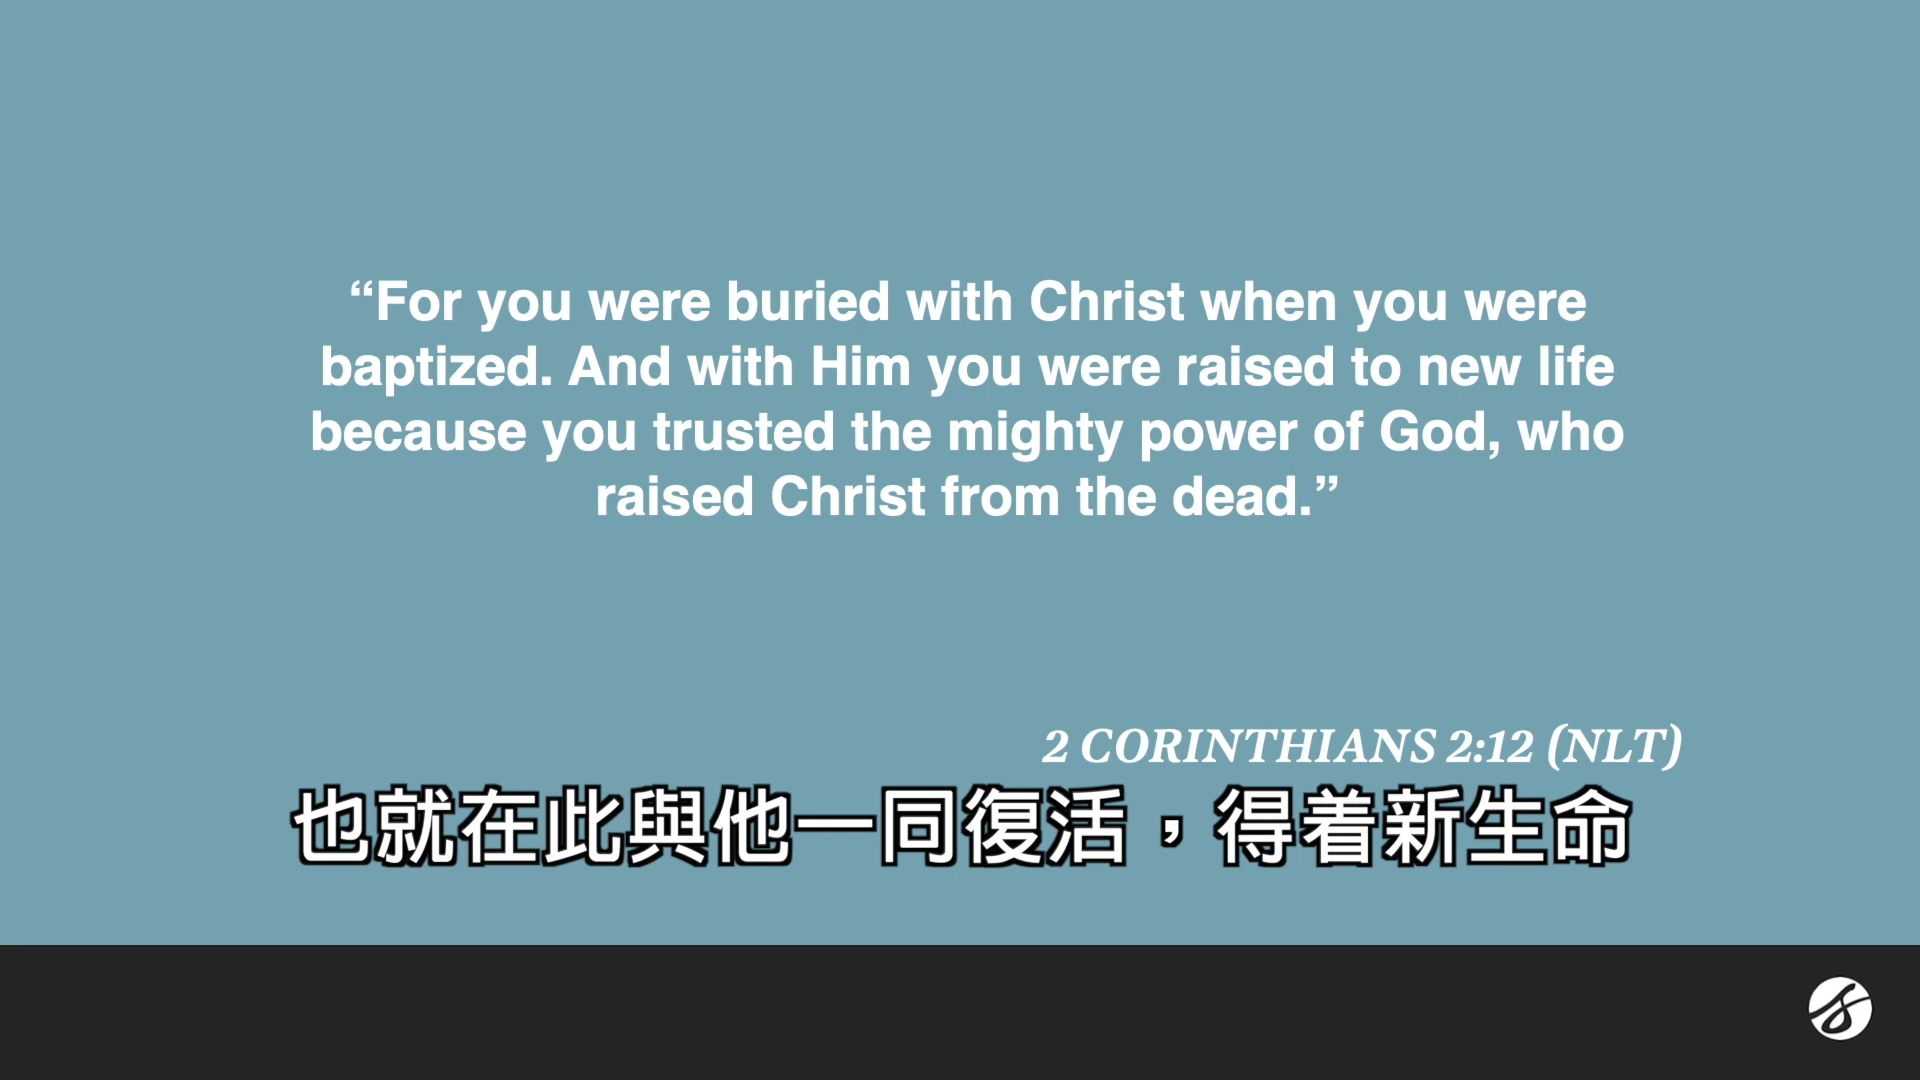 “For you were buried with Christ when you were
baptized. And with Him you were raised to new life
because you trusted the mighty power of God, who
raised Christ from the dead.”
2 CORINTHIANS 2:12 (NLT)
也就在此與他一同復活，得着新生命